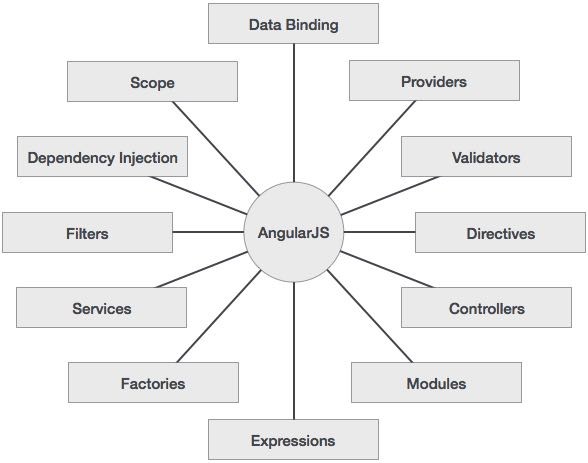 Data Binding
Scope
Providers
Dependency Injection
Validators
Filters
AngularJS
Directives
Services
Controllers
Factories
Modules
Expressions